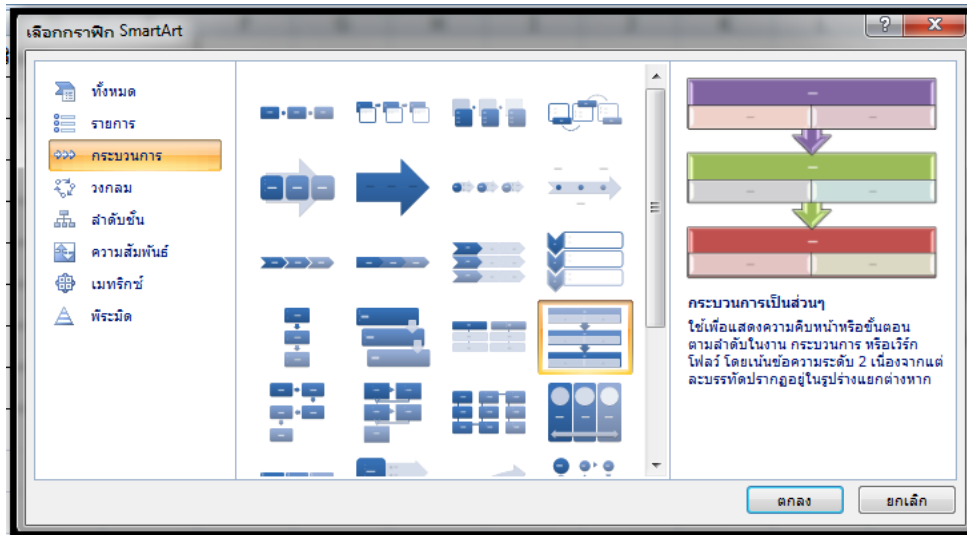 เลือกกราฟิก SmartArt
ทั้งหมด
รายการ
กระบวนการ
วงกลม
ลำดับชั้น
ความสัมพันธ์
เมทริกซ์
พีระมิด
กระบวนการเป็นส่วนๆ
ใช้เพื่อแสดงความคืบหน้าหรือขั้นตอน
ตามลำดับในงาน กระบวนการ หรือเวิร์ก
โฟลว์ โดยเน้นข้อความระดับ 2 เนื่องจากแต่
ละบรรทัดปรากฏอยู่ในรูปร่างแยกต่างหาก
ตกลง
ยกเลิก